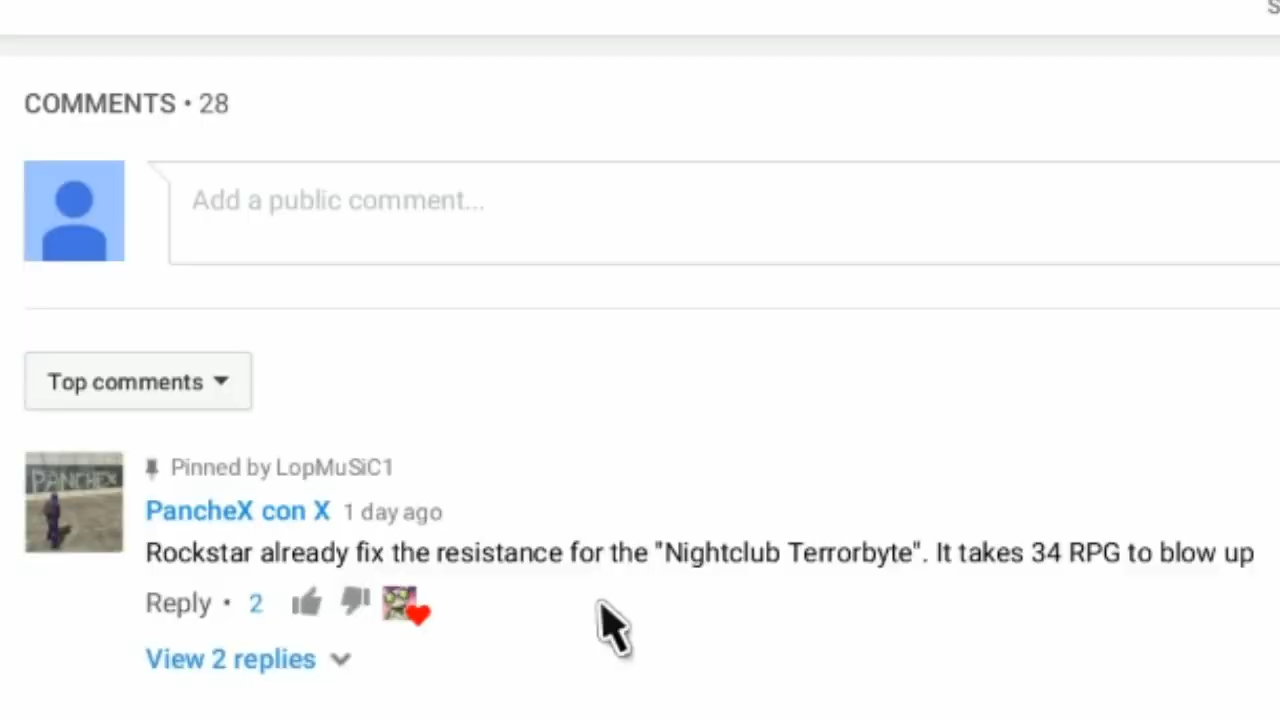 COMMENTS • 28
Add a public comment...
Top comments
PANCHEX
Pinned by LopMuSiC1
PancheX con X 1 day ago
Rockstar already fix the resistance for the "Nightclub Terrorbyte". It takes 34 RPG to blow up
Reply • 2
View 2 replies